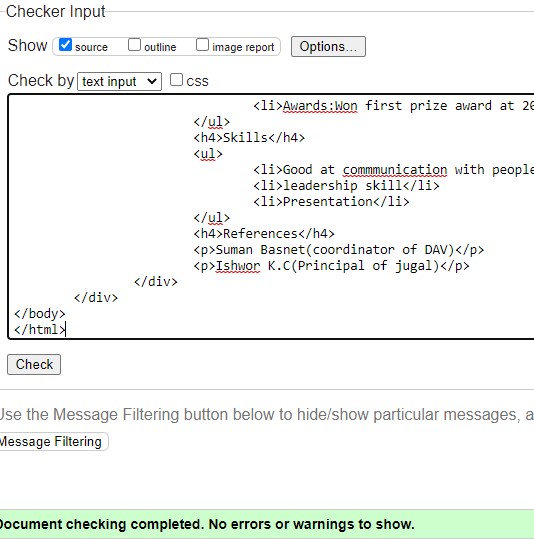 Checker Input
Show source outline image report Options...
Check by text input css
<li>Awards:Won first prize award at 20
</ul>
<h4>Skills</h4>
<ul>
<li>Good at commmunication with people
<li>leadership skill</li>
<li>Presentation</li>
</ul>
<h4>References</h4>
<p>Suman Basnet(coordinator of DAV)</p>
<p>Ishwor K.C(Principal of jugal)</p>
</div>
</div>
</body>
</html>
Check
Use the Message Filtering button below to hide/show particular messages, a
Message Filtering
Document checking completed. No errors or warnings to show.